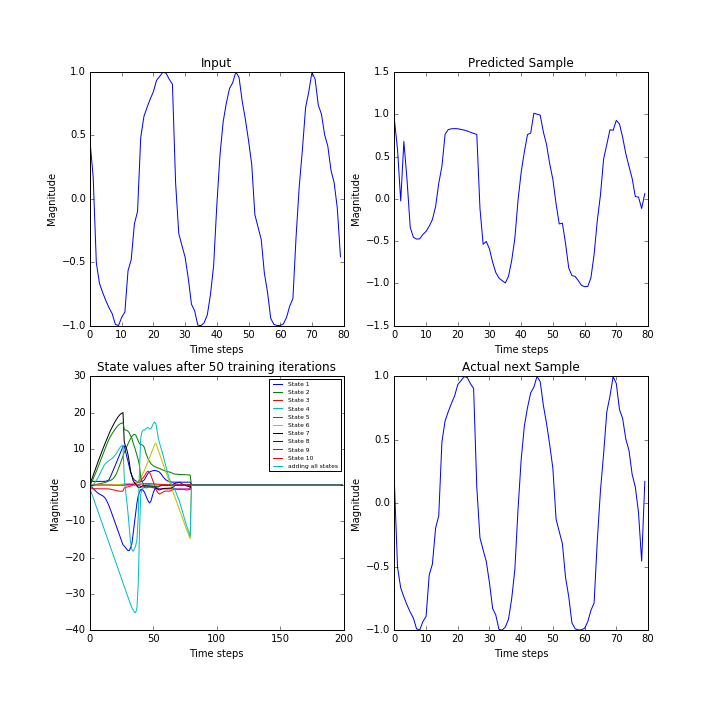 Input
1.0
0.5
0.0
−0.5
−1.0
Magnitude
0 10 20 30 40 50 60 70 80
Time steps
Predicted Sample
1.5
1.0
0.5
0.0
−0.5
−1.0
−1.5
Magnitude
0 10 20 30 40 50 60 70 80
Time steps
State values after 50 training iterations
30
20
10
0
−10
−20
−30
−40
Magnitude
State 1
State 2
State 3
State 4
State 5
State 6
State 7
State 8
State 9
State 10
adding all states
0 50 100 150 200
Time steps
Actual next Sample
1.0
0.5
0.0
−0.5
−1.0
Magnitude
0 10 20 30 40 50 60 70 80
Time steps